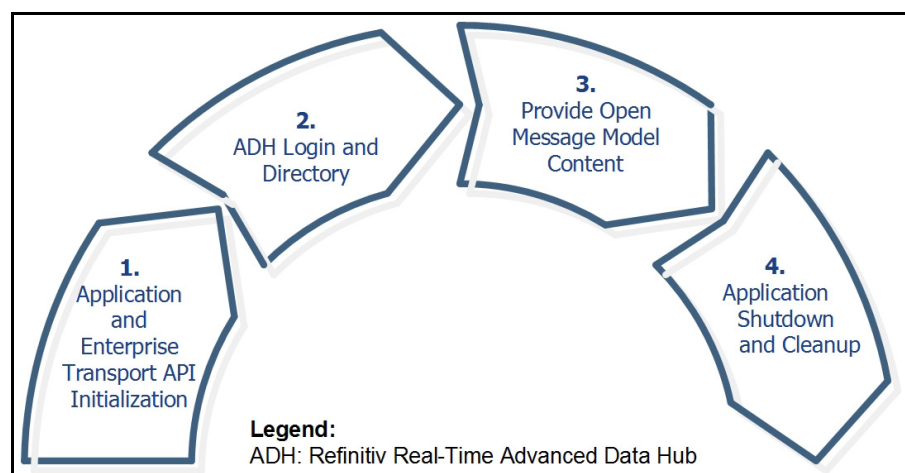 1.
Application
and
Enterprise
Transport API
Initialization
2.
ADH Login and
Directory
3.
Provide Open
Message Model
Content
4.
Application
Shutdown
and Cleanup
Legend:
ADH: Refinitiv Real-Time Advanced Data Hub